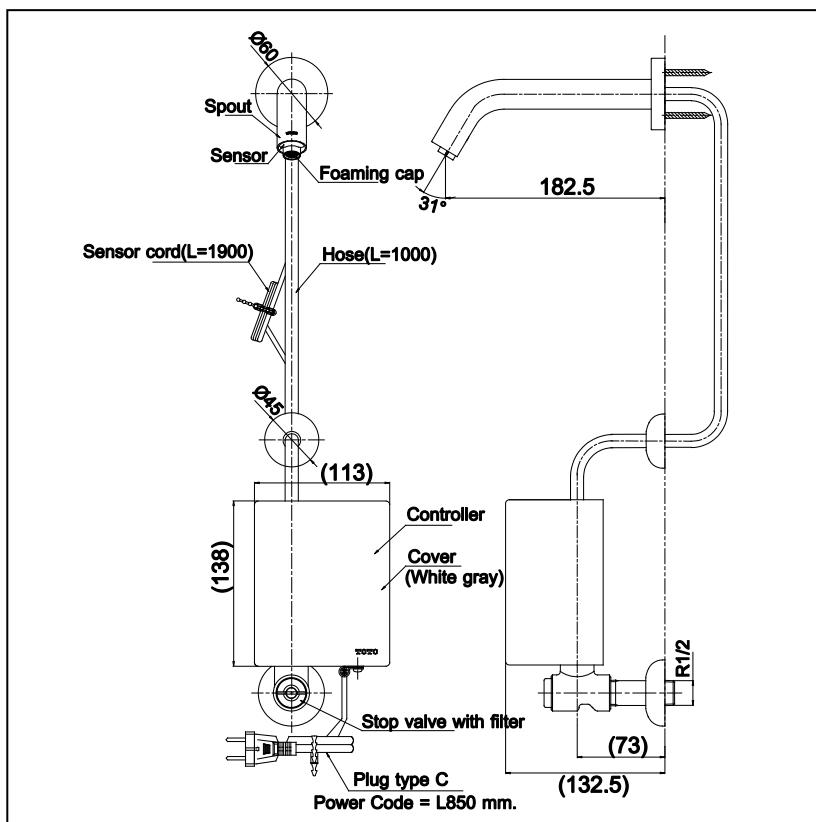 Ø60
Spout
Sensor
Foaming cap
182.5
31°
Sensor cord(L=1900)
Hose(L=1000)
Ø45
(113)
Controller
(138)
Cover
(White gray)
TOTO
R1/2
Stop valve with filter
(73)
Plug type C
(132.5)
Power Code = L850 mm.